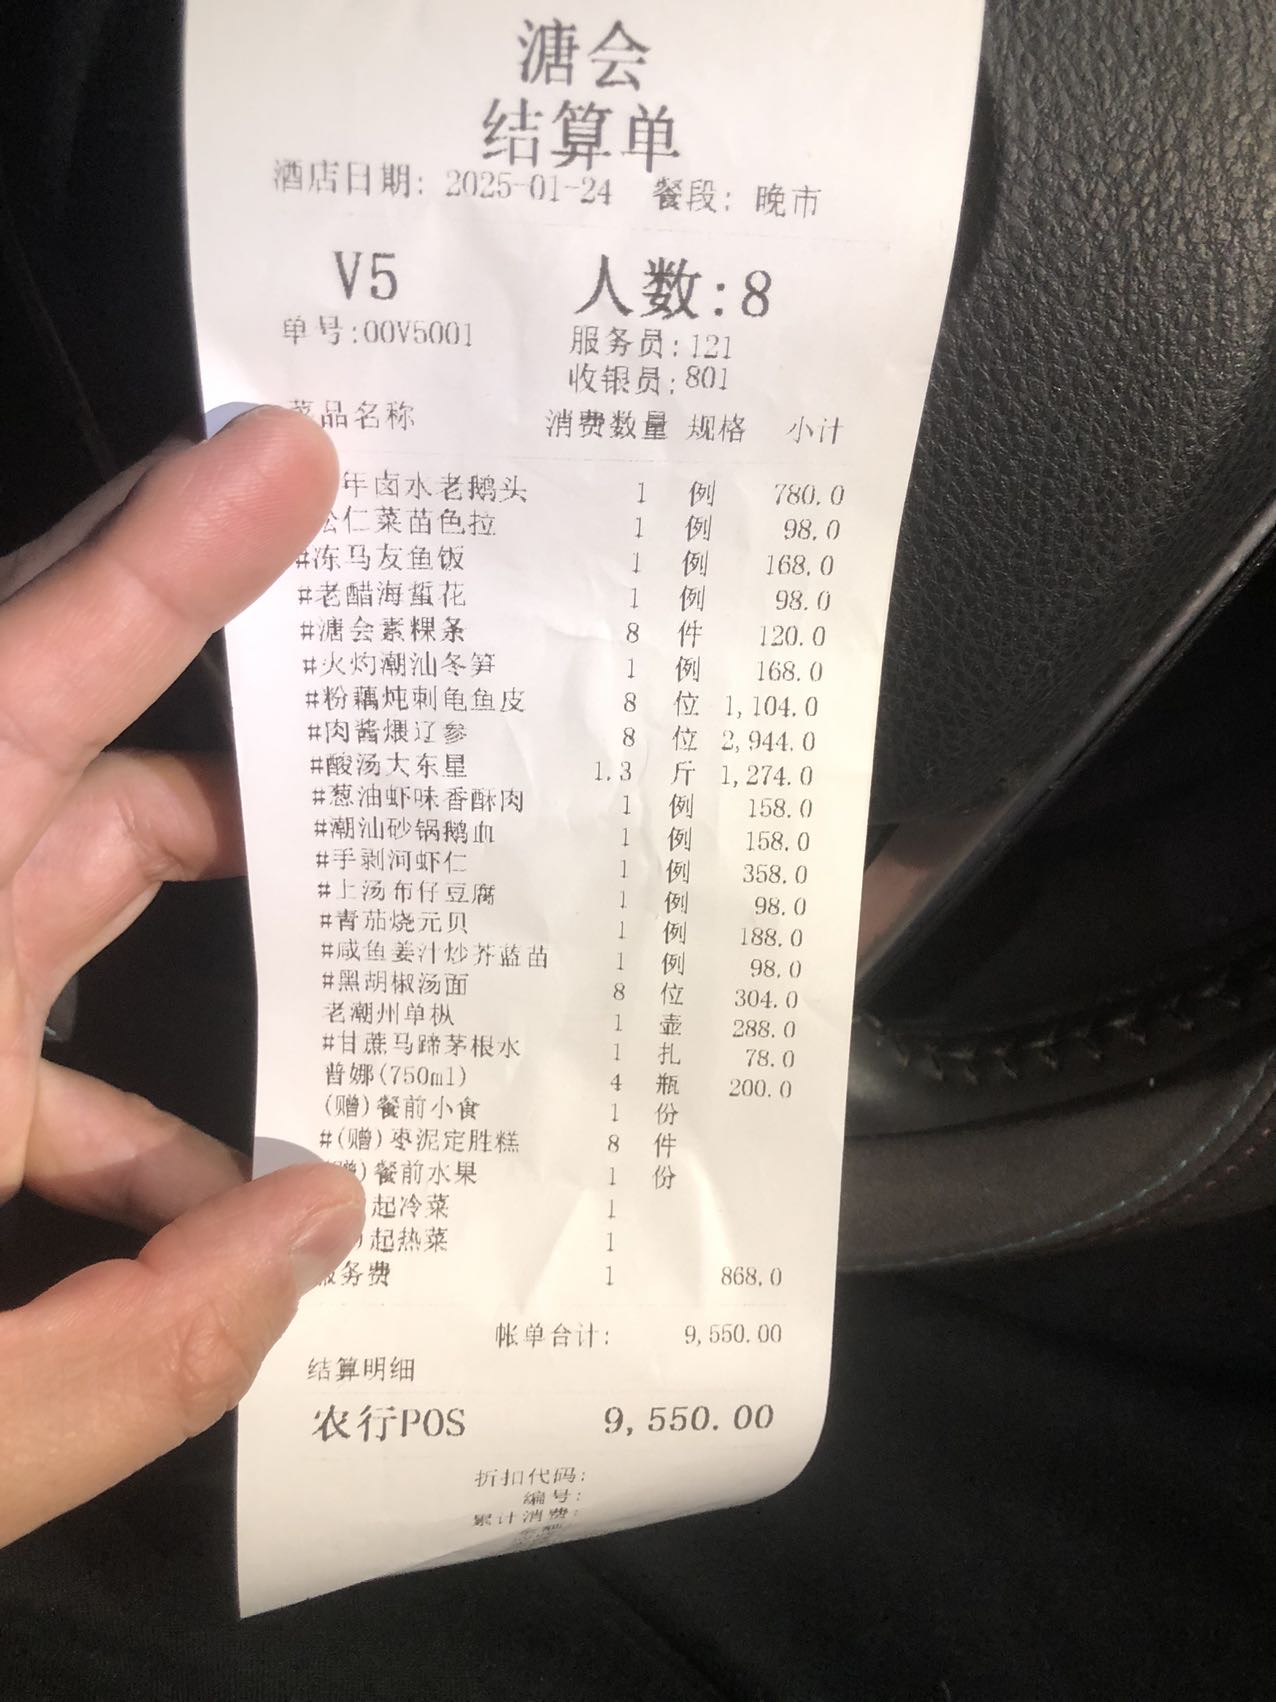 溏会
结算单
酒店日期: 2025-01-24 餐段: 晚市
V5 人数:8
单号:00V5001 服务员:121
收银员:801
菜品名称 消费数量 规格 小计
年卤水老鹅头 1 例 780.0
松仁菜苗色拉 1 例 98.0
#冻马友鱼饭 1 例 168.0
#老醋海蜇花 1 例 98.0
#溏会素粿条 8 件 120.0
#火灼潮汕冬笋 1 例 168.0
#粉藕炖刺龟鱼皮 8 位 1,104.0
#肉酱煨辽参 8 位 2,944.0
#酸汤大东星 1.3 斤 1,274.0
#葱油虾味香酥肉 1 例 158.0
#潮汕砂锅鹅血 1 例 158.0
#手剥河虾仁 1 例 358.0
#上汤布仔豆腐 1 例 98.0
#青茄烧元贝 1 例 188.0
#咸鱼姜汁炒芥蓝苗 1 例 98.0
#黑胡椒汤面 8 位 304.0
老潮州单枞 1 壶 288.0
#甘蔗马蹄茅根水 1 扎 78.0
普娜(750ml) 4 瓶 200.0
(赠)餐前小食 1 份
#(赠)枣泥定胜糕 8 件
赠)餐前水果 1 份
起冷菜 1
)起热菜 1
服务费 1 868.0
帐单合计: 9,550.00
结算明细
农行POS 9,550.00
折扣代码:
编号:
累计消费: